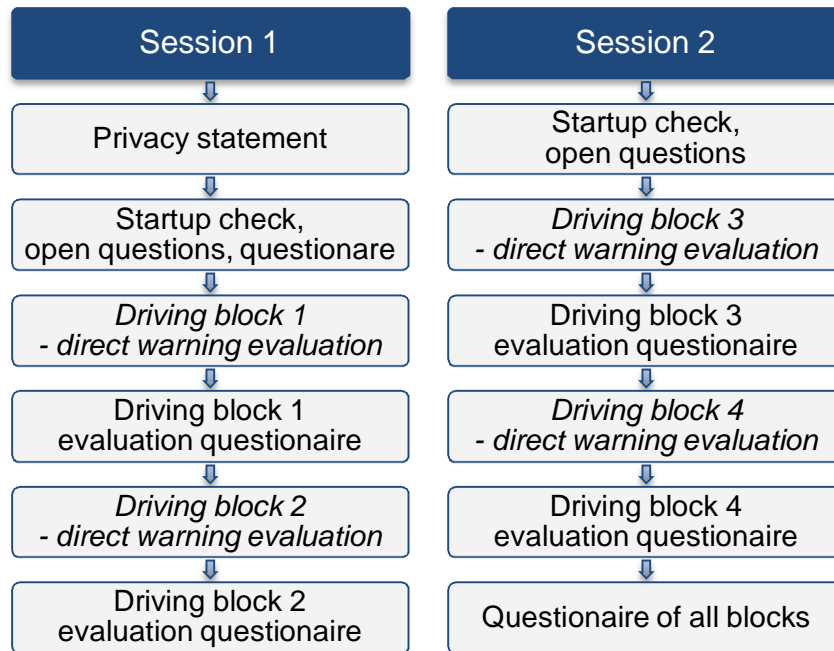 Session 1
Privacy statement
Startup check,
open questions, questionare
Driving block 1
- direct warning evaluation
Driving block 1
evaluation questionaire
Driving block 2
- direct warning evaluation
Driving block 2
evaluation questionaire
Session 2
Startup check,
open questions
Driving block 3
- direct warning evaluation
Driving block 3
evaluation questionaire
Driving block 4
- direct warning evaluation
Driving block 4
evaluation questionaire
Questionaire of all blocks